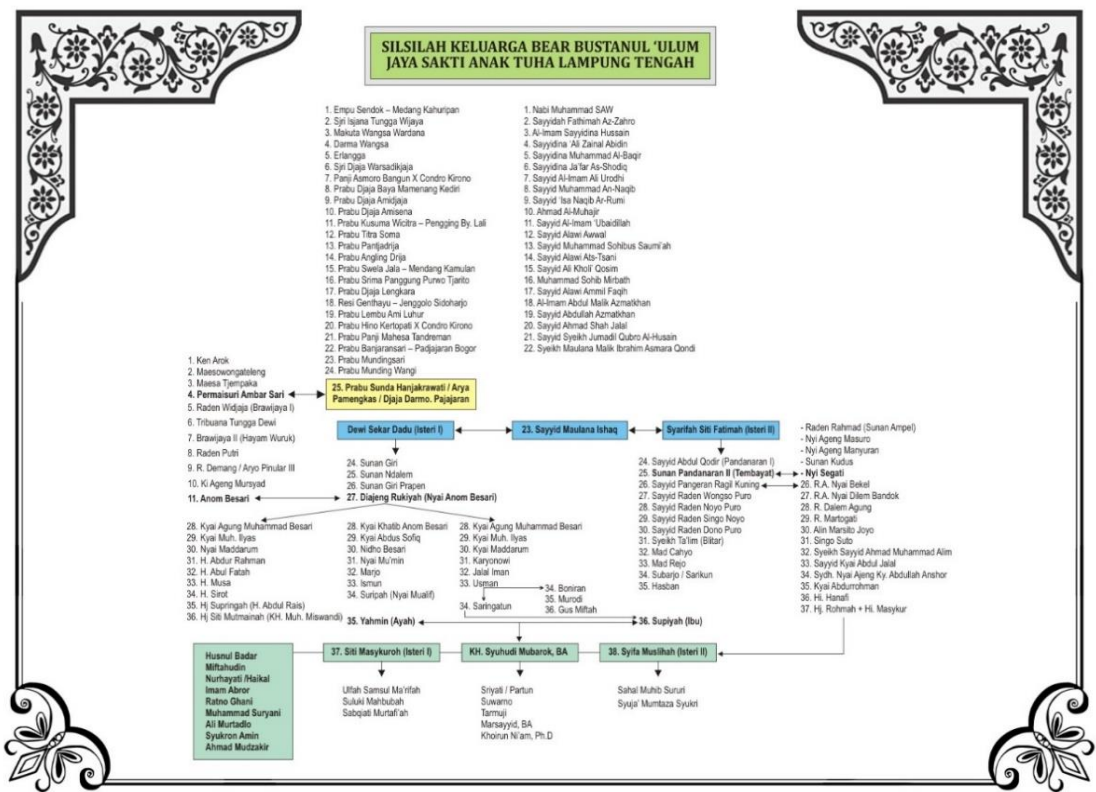 SILSILAH KELUARGA BEAR BUSTANUL ‘ULUM
JAYA SAKTI ANAK TUHA LAMPUNG TENGAH
1. Empu Sendok – Medang Kahuripan
2. Sjri Isjana Tungga Wijaya
3. Makuta Wangsa Wardana
4. Darma Wangsa
5. Erlangga
6. Sjri Djaja Warsadikjaja
7. Panji Asmoro Bangun X Condro Kirono
8. Prabu Djaja Baya Mamenang Kediri
9. Prabu Djaja Amidjaja
10. Prabu Djaja Amisena
11. Prabu Kusuma Wicitra – Pengging By. Lali
12. Prabu Titra Soma
13. Prabu Pantjadrija
14. Prabu Angling Drija
15. Prabu Swela Jala – Mendang Kamulan
16. Prabu Srima Panggung Purwo Tjarito
17. Prabu Djaja Lengkara
18. Resi Genthayu – Jenggolo Sidoharjo
19. Prabu Lembu Ami Luhur
20. Prabu Hino Kertopati X Condro Kirono
21. Prabu Panji Mahesa Tandreman
22. Prabu Banjaransari – Padjajaran Bogor
23. Prabu Mundingsari
24. Prabu Munding Wangi
1. Nabi Muhammad SAW
2. Sayyidah Fathimah Az-Zahro
3. Al-Imam Sayyidina Hussain
4. Sayyidina ‘Ali Zainal Abidin
5. Sayyidina Muhammad Al-Baqir
6. Sayyidina Ja’far As-Shodiq
7. Sayyid Al-Imam Ali Urodhi
8. Sayyid Muhammad An-Naqib
9. Sayyid ‘Isa Naqib Ar-Rumi
10. Ahmad Al-Muhajir
11. Sayyid Al-Imam ‘Ubaidillah
12. Sayyid Alawi Awwal
13. Sayyid Muhammad Sohibus Saumi’ah
14. Sayyid Alawi Ats-Tsani
15. Sayyid Ali Kholi’ Qosim
16. Muhammad Sohib Mirbath
17. Sayyid Alawi Ammil Faqih
18. Al-Imam Abdul Malik Azmatkhan
19. Sayyid Abdullah Azmatkhan
20. Sayyid Ahmad Shah Jalal
21. Sayyid Syeikh Jumadil Qubro Al-Husain
22. Syeikh Maulana Malik Ibrahim Asmara Qondi
1. Ken Arok
2. Maesowongateleng
3. Maesa Tjempaka
4. Permaisuri Ambar Sari
5. Raden Widjaja (Brawijaya I)
6. Tribuana Tungga Dewi
7. Brawijaya II (Hayam Wuruk)
8. Raden Putri
9. R. Demang / Aryo Pinular III
10. Ki Ageng Mursyad
11. Anom Besari
25. Prabu Sunda Hanjakrawati / Arya
Pamengkas / Djaja Darmo. Pajajaran
Dewi Sekar Dadu (Isteri I)
23. Sayyid Maulana Ishaq
Syarifah Siti Fatimah (Isteri II)
24. Sunan Giri
25. Sunan Ndalem
26. Sunan Giri Prapen
27. Diajeng Rukiyah (Nyai Anom Besari)
24. Sayyid Abdul Qodir (Pandanaran I)
25. Sunan Pandanaran II (Tembayat)
26. Sayyid Pangeran Ragil Kuning
27. Sayyid Raden Wongso Puro
28. Sayyid Raden Noyo Puro
29. Sayyid Raden Singo Noyo
30. Sayyid Raden Dono Puro
31. Syeikh Ta’lim (Blitar)
32. Mad Cahyo
33. Mad Rejo
34. Subarjo / Sarikun
35. Hasban
- Raden Rahmad (Sunan Ampel)
- Nyi Ageng Masuro
- Nyi Ageng Manyuran
- Sunan Kudus
- Nyi Segati
26. R.A. Nyai Bekel
27. R.A. Nyai Dilem Bandok
28. R. Dalem Agung
29. R. Martogati
30. Alin Marsito Joyo
31. Singo Suto
32. Syeikh Sayyid Ahmad Muhammad Alim
33. Sayyid Kyai Abdul Jalal
34. Sydh. Nyai Ajeng Ky. Abdullah Anshor
35. Kyai Abdurrohman
36. Hi. Hanafi
37. Hj. Rohmah + Hi. Masykur
28. Kyai Agung Muhammad Besari
29. Kyai Muh. Ilyas
30. Nyai Maddarum
31. H. Abdur Rahman
32. H. Abul Fatah
33. H. Musa
34. H. Sirot
35. Hj Supringah (H. Abdul Rais)
36. Hj Siti Mutmainah (KH. Muh. Miswandi)
28. Kyai Khatib Anom Besari
29. Kyai Abdus Sofiq
30. Nidho Besari
31. Nyai Mu’min
32. Marjo
33. Ismun
34. Suripah (Nyai Mualif)
28. Kyai Agung Muhammad Besari
29. Kyai Muh. Ilyas
30. Kyai Maddarum
31. Karyonowi
32. Jalal Iman
33. Usman
34. Saringatun
34. Boniran
35. Murodi
36. Gus Miftah
35. Yahmin (Ayah)
36. Supiyah (Ibu)
37. Siti Masykuroh (Isteri I)
KH. Syuhudi Mubarok, BA
38. Syifa Muslihah (Isteri II)
Husnul Badar
Miftahudin
Nurhayati /Haikal
Imam Abror
Ratno Ghani
Muhammad Suryani
Ali Murtadlo
Syukron Amin
Ahmad Mudzakir
Ulfah Samsul Ma’rifah
Suluki Mahbubah
Sabqiati Murtafi’ah
Sriyati / Partun
Suwarno
Tarmuji
Marsayyid, BA
Khoirun Ni’am, Ph.D
Sahal Muhib Sururi
Syuja’ Mumtaza Syukri